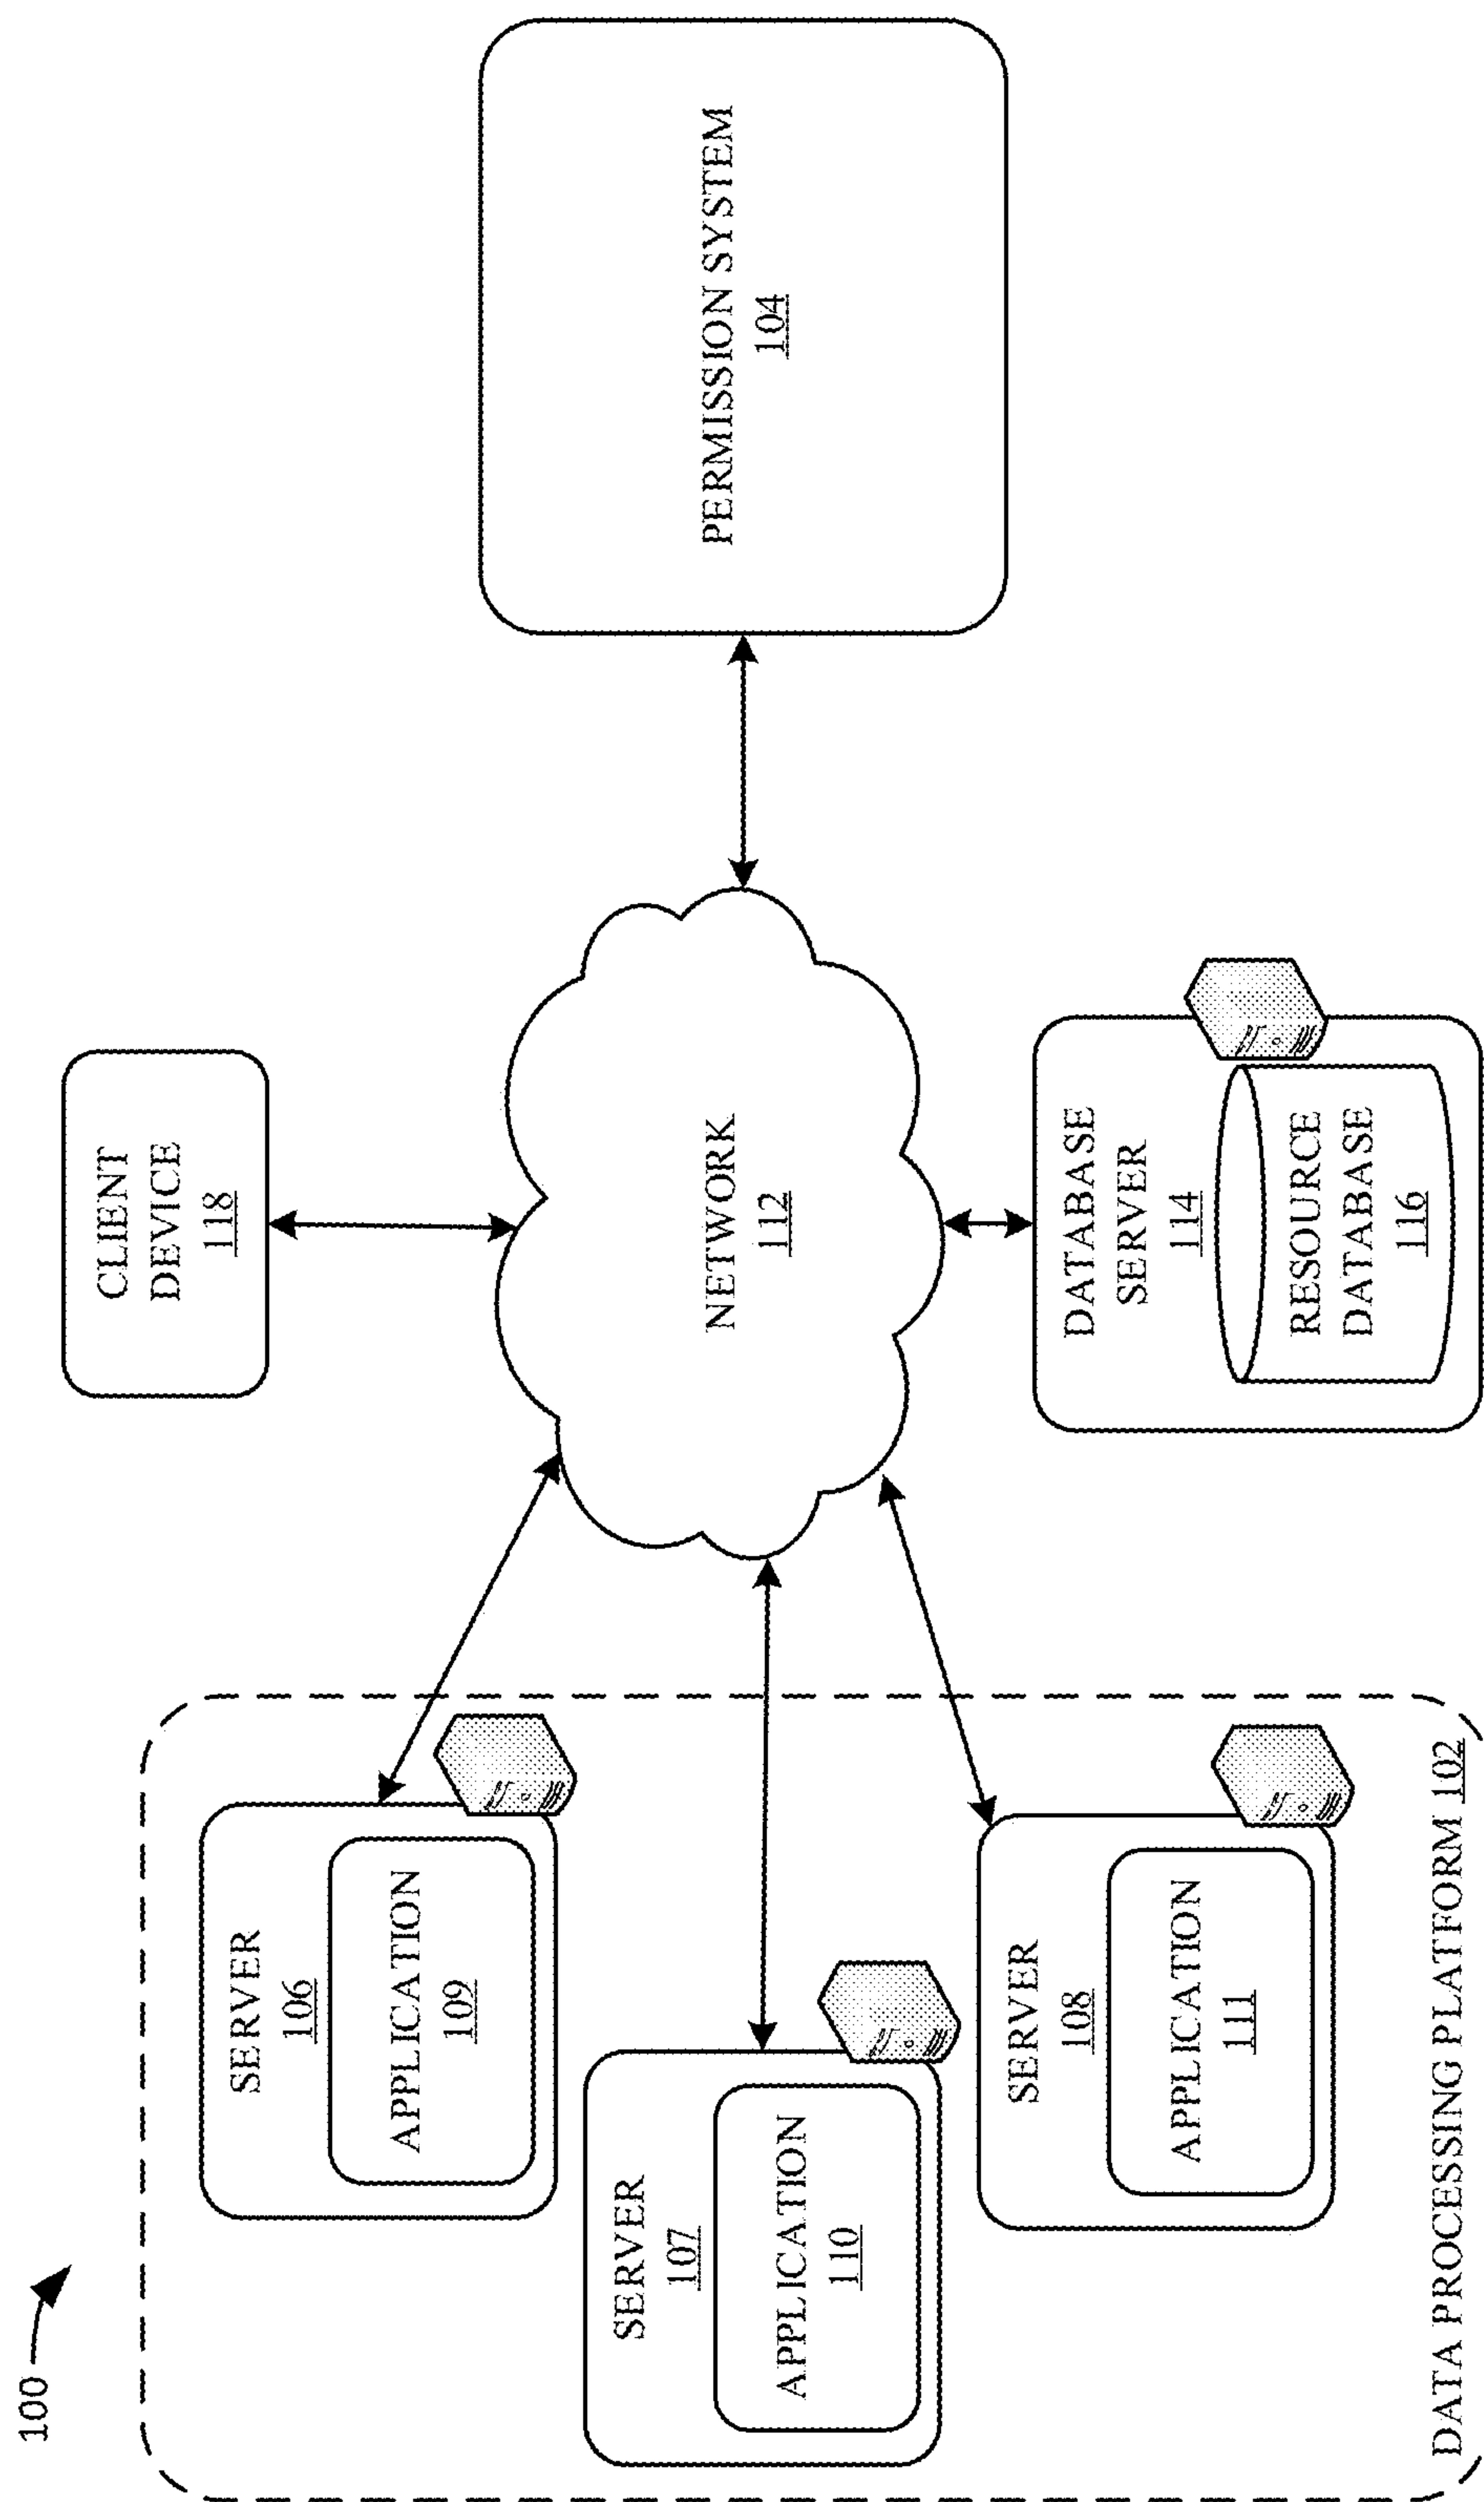 100
SERVER
106
APPLICATION
109
SERVER
107
APPLICATION
110
SERVER
108
APPLICATION
111
DATA PROCESSING PLATFORM 102
CLIENT
DEVICE
118
NETWORK
112
DATABASE
SERVER
114
RESOURCE
DATABASE
116
PERMISSION SYSTEM
104